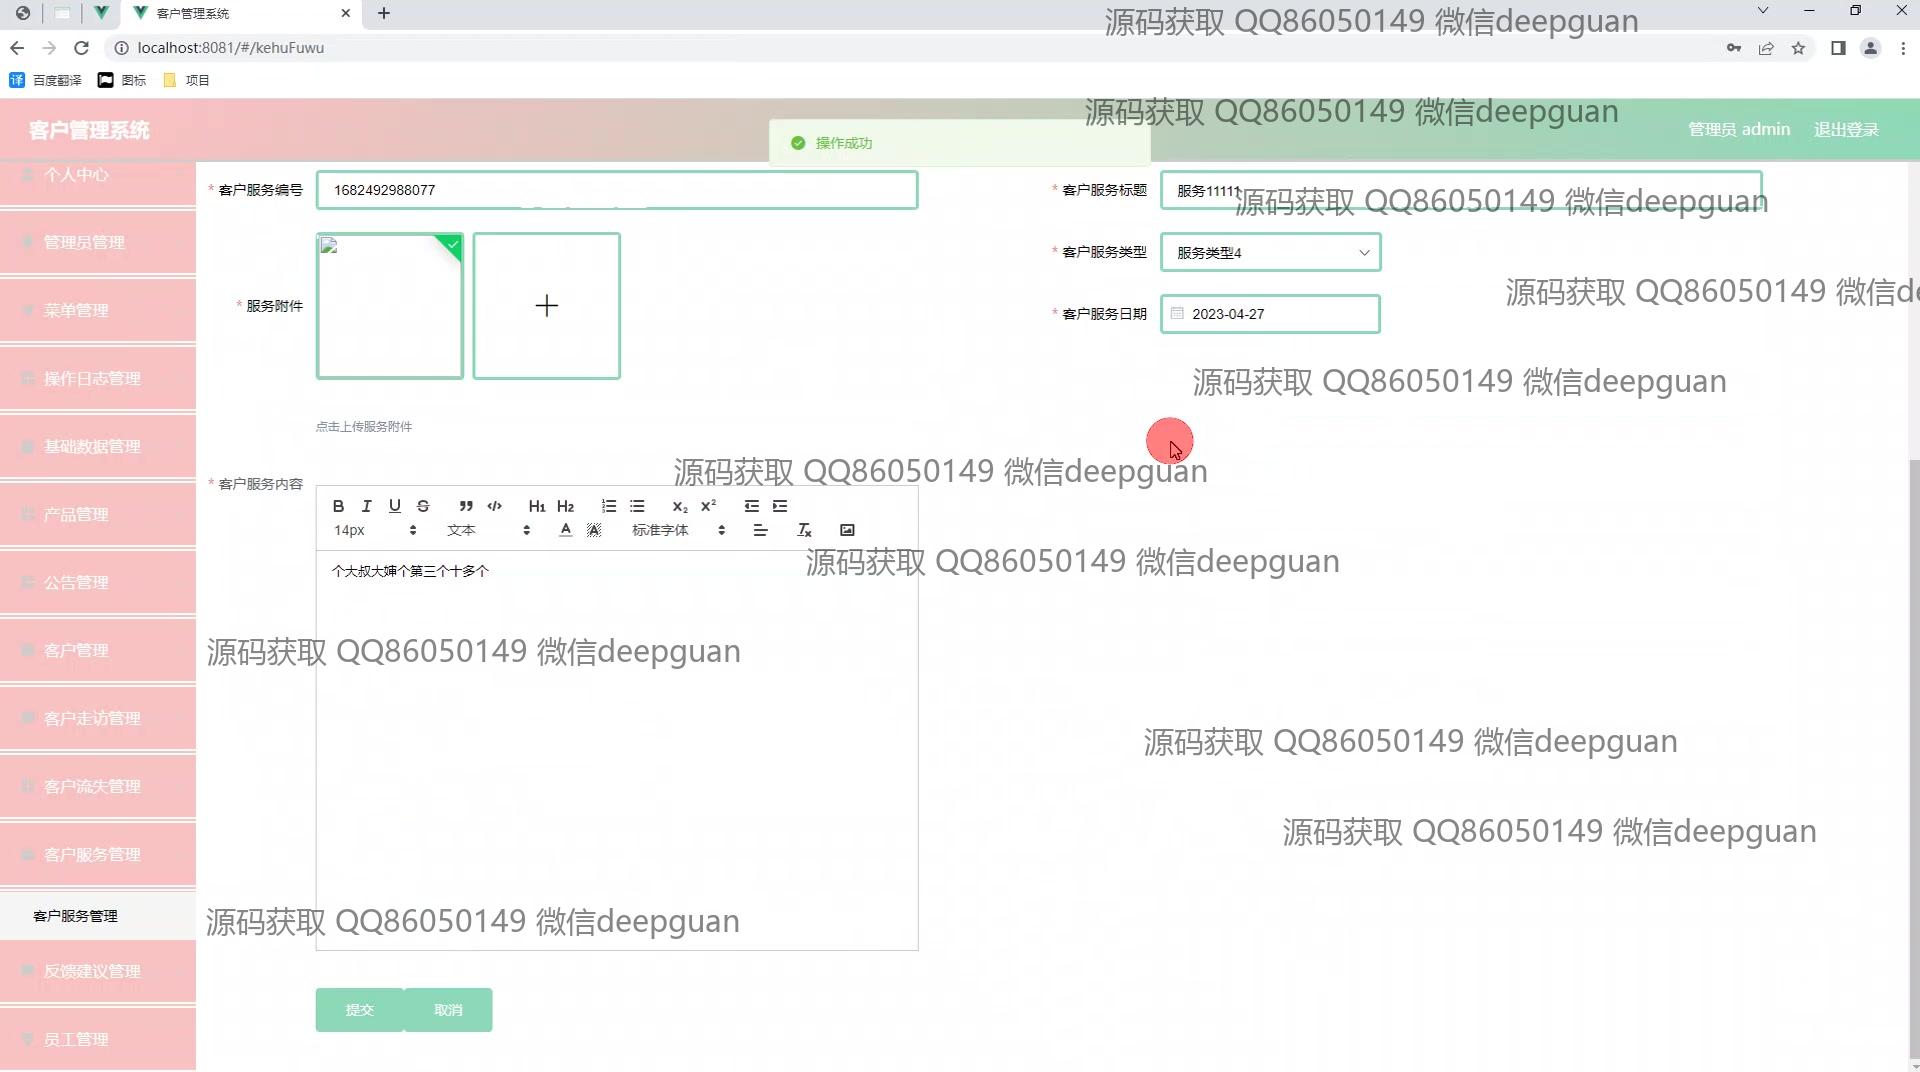 客户管理系统
源码获取 QQ86050149 微信deepguan
localhost:8081/#/kehuFuwu
百度翻译 图标 项目
源码获取 QQ86050149 微信deepguan
客户管理系统
操作成功
管理员 admin 退出登录
个人中心
* 客户服务编号 1682492988077
* 客户服务标题 服务11111
源码获取 QQ86050149 微信deepguan
管理员管理
* 客户服务类型 服务类型4
源码获取 QQ86050149 微信de
菜单管理
* 服务附件
* 客户服务日期 2023-04-27
操作日志管理
源码获取 QQ86050149 微信deepguan
点击上传服务附件
基础数据管理
源码获取 QQ86050149 微信deepguan
* 客户服务内容
产品管理
B I U S H1 H2 X2 X2
14px 文本 A A 标准字体 Tx
源码获取 QQ86050149 微信deepguan
个大叔大婶个第三个十多个
公告管理
客户管理
源码获取 QQ86050149 微信deepguan
客户走访管理
源码获取 QQ86050149 微信deepguan
客户流失管理
源码获取 QQ86050149 微信deepguan
客户服务管理
客户服务管理
源码获取 QQ86050149 微信deepguan
反馈建议管理
提交 取消
员工管理